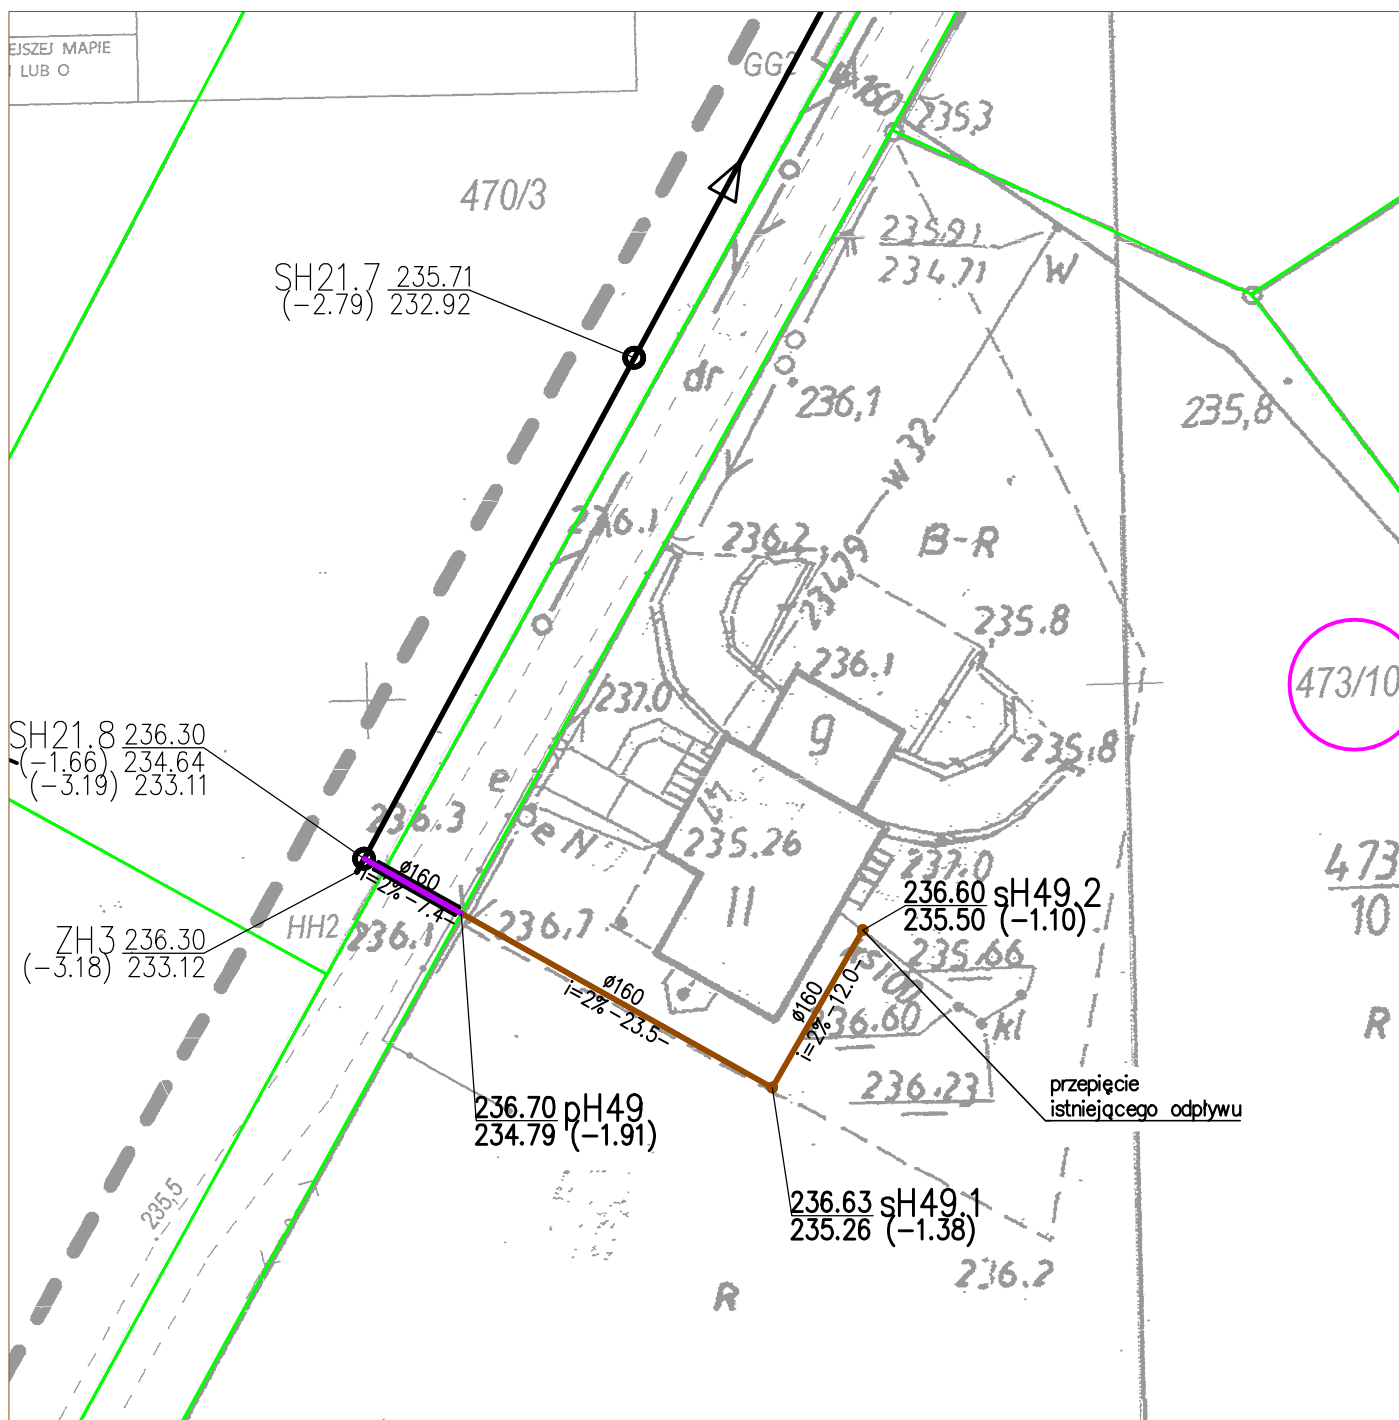 EJSZEJ MAPIE
LUB O
GG2
ø160
235,3
470/3
235.91
234.71
W
SH21.7 235.71
(-2.79) 232.92
dr
236,1
235,8
w 32
236.1
236.2
234.79
B-R
235.8
236.1
473/10
237.0
g
SH21.8 236.30
(-1.66) 234.64
(-3.19) 233.11
235.8
e
236.3
235.26
237.0
473
10
ø160
i=2% -7.4-
II
236.60 sH49.2
235.50 (-1.10)
HH2
236.1
236,7
ZH3 236.30
(-3.18) 233.12
235.66
ø160
i=2% -23.5-
ø160
i=2% -12.0-
236.60
kl
R
236.23
przepięcie
istniejącego odpływu
236.70 pH49
234.79 (-1.91)
235,5
236.63 sH49.1
235.26 (-1.38)
236.2
R